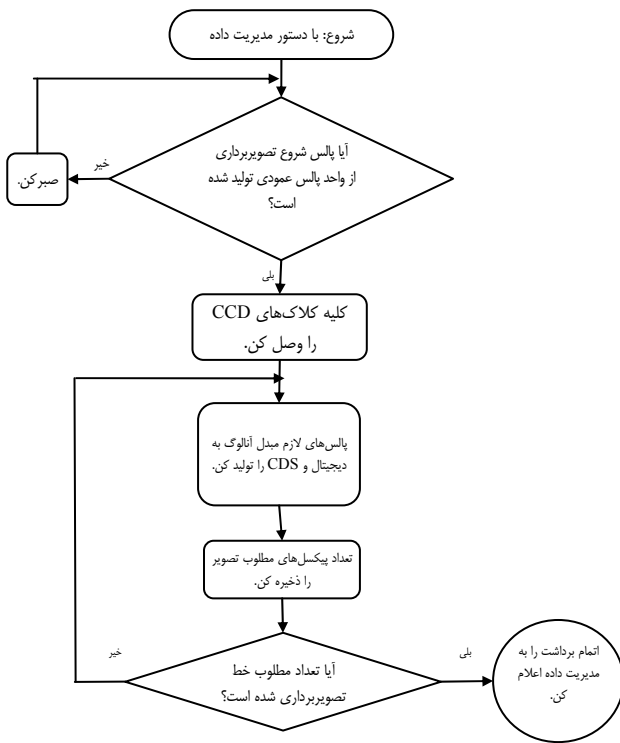 شروع: با دستور مدیریت داده
آیا پالس شروع تصویربرداری
از واحد پالس عمودی تولید شده
است؟
خیر
صبرکن.
بلی
کلیه کلاک‌های CCD
را وصل کن.
پالس‌های لازم مبدل آنالوگ به
دیجیتال و CDS را تولید کن.
تعداد پیکسل‌های مطلوب تصویر
را ذخیره کن.
آیا تعداد مطلوب خط
تصویربرداری شده است؟
خیر
بلی
اتمام برداشت را به
مدیریت داده اعلام
کن.